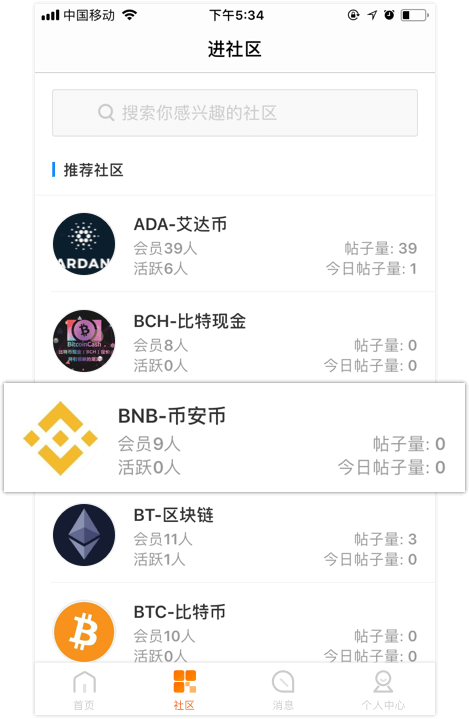 中国移动
下午5:34
进社区
搜索你感兴趣的社区
推荐社区
ARDAN
ADA-艾达币
会员39人
帖子量: 39
活跃6人
今日帖子量: 1
BitcoinCash
BCH-比特现金
会员8人
帖子量: 0
活跃0人
今日帖子量: 0
BNB-币安币
会员9人
帖子量: 0
活跃0人
今日帖子量: 0
BT-区块链
会员11人
帖子量: 3
活跃1人
今日帖子量: 0
BTC-比特币
会员10人
帖子量: 0
活跃0人
今日帖子量: 0
首页
社区
消息
个人中心